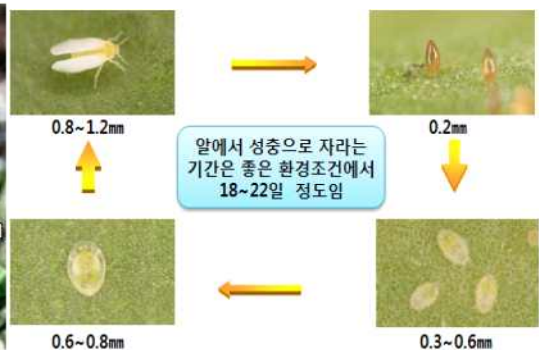 0.8~1.2㎜
0.2㎜
알에서 성충으로 자라는
기간은 좋은 환경조건에서
18~22일 정도임
0.6~0.8㎜
0.3~0.6㎜